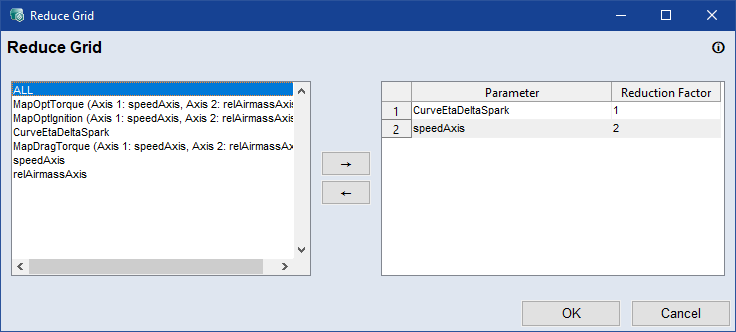 Reduce Grid
Reduce Grid
ALL
MapOptTorque (Axis 1: speedAxis, Axis 2: relAirmassAxis
MapOptIgnition (Axis 1: speedAxis, Axis 2: relAirmassAxis
CurveEtaDeltaSpark
MapDragTorque (Axis 1: speedAxis, Axis 2: relAirmassAxis
speedAxis
relAirmassAxis
→
←
Parameter Reduction Factor
1 CurveEtaDeltaSpark 1
2 speedAxis 2
OK Cancel